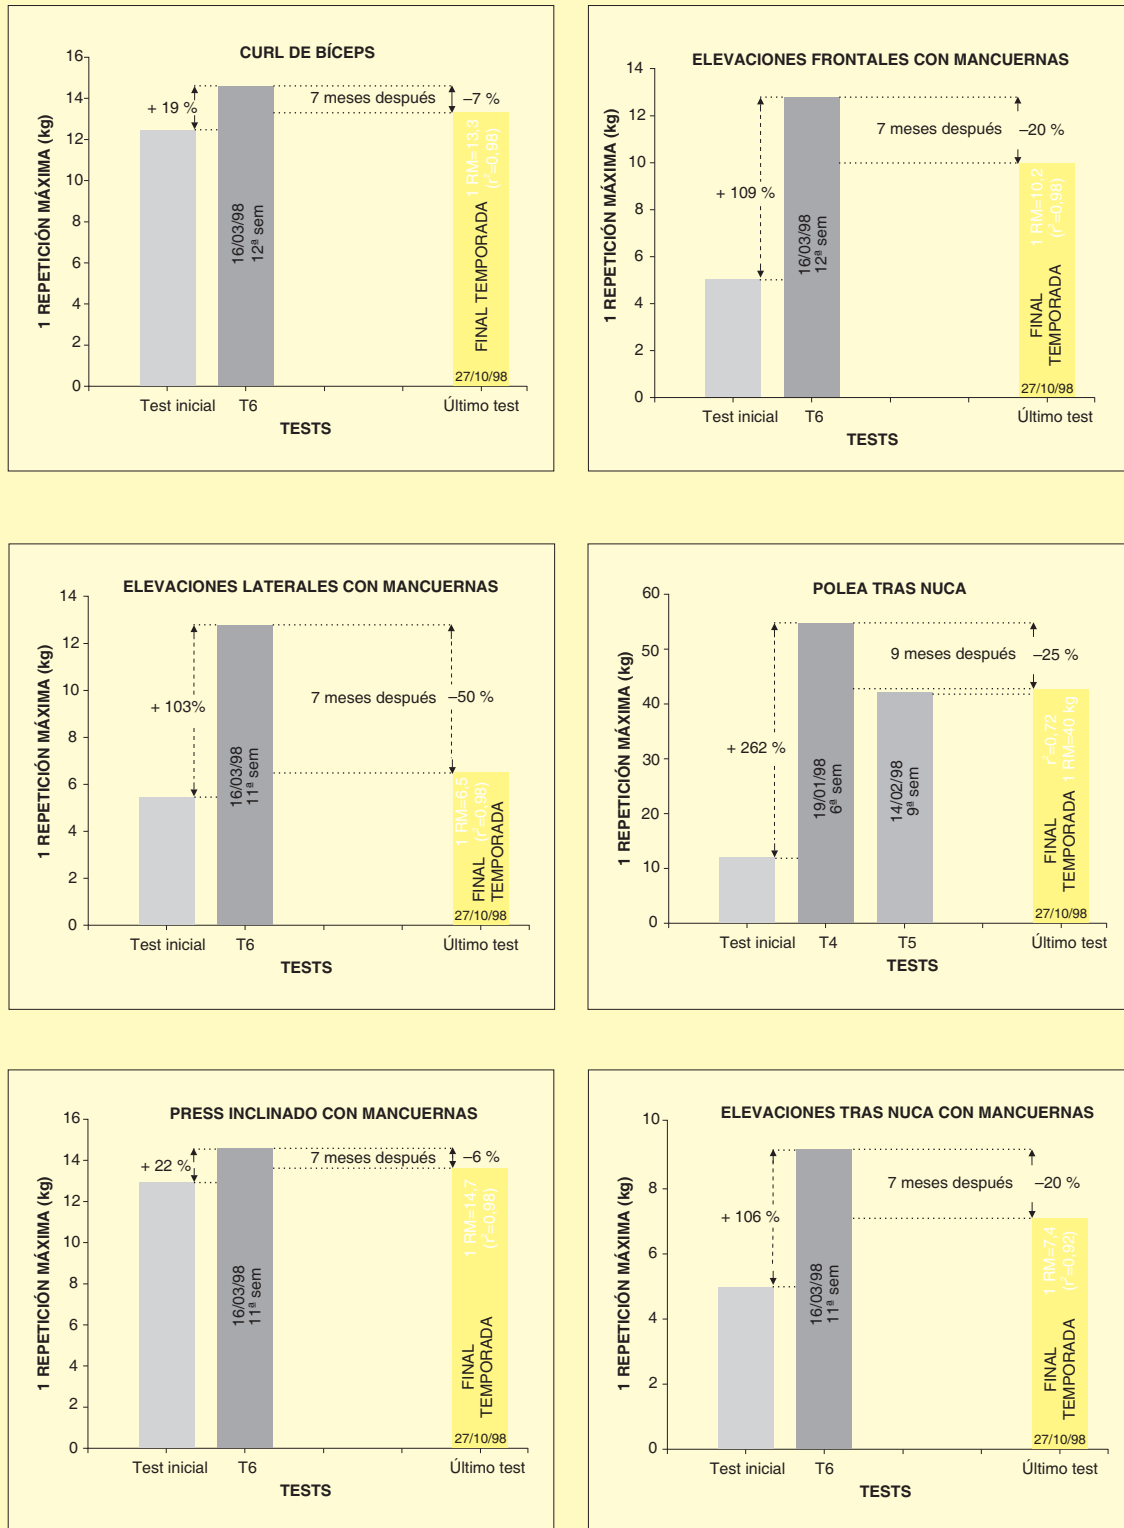 CURL DE BÍCEPS
1 REPETICIÓN MÁXIMA (kg)
16
14
12
10
8
6
4
2
0
+ 19 %
7 meses después
–7 %
16/03/98
12ª sem
1 RM=13,3
(r²=0,98)
FINAL TEMPORADA
27/10/98
Test inicial
T6
Último test
TESTS
ELEVACIONES FRONTALES CON MANCUERNAS
1 REPETICIÓN MÁXIMA (kg)
14
12
10
8
6
4
2
0
+ 109 %
7 meses después
–20 %
16/03/98
12ª sem
1 RM=10,2
(r²=0,98)
FINAL
TEMPORADA
27/10/98
Test inicial
T6
Último test
TESTS
ELEVACIONES LATERALES CON MANCUERNAS
1 REPETICIÓN MÁXIMA (kg)
14
12
10
8
6
4
2
0
+ 103%
7 meses después
–50 %
16/03/98
11ª sem
1 RM=6,5
(r²=0,98)
FINAL
TEMPORADA
27/10/98
Test inicial
T6
Último test
TESTS
POLEA TRAS NUCA
1 REPETICIÓN MÁXIMA (kg)
60
50
40
30
20
10
0
+ 262 %
9 meses después
–25 %
19/01/98
6ª sem
14/02/98
9ª sem
r²=0,72
1 RM=40 kg
FINAL
TEMPORADA
27/10/98
Test inicial
T4
T5
Último test
TESTS
PRESS INCLINADO CON MANCUERNAS
1 REPETICIÓN MÁXIMA (kg)
16
14
12
10
8
6
4
2
0
+ 22 %
7 meses después
–6 %
16/03/98
11ª sem
1 RM=14,7
(r²=0,98)
FINAL
TEMPORADA
27/10/98
Test inicial
T6
Último test
TESTS
ELEVACIONES TRAS NUCA CON MANCUERNAS
1 REPETICIÓN MÁXIMA (kg)
10
8
6
4
2
0
+ 106 %
7 meses después
–20 %
16/03/98
11ª sem
1 RM=7,4
(r²=0,92)
FINAL
TEMPORADA
27/10/98
Test inicial
T6
Último test
TESTS